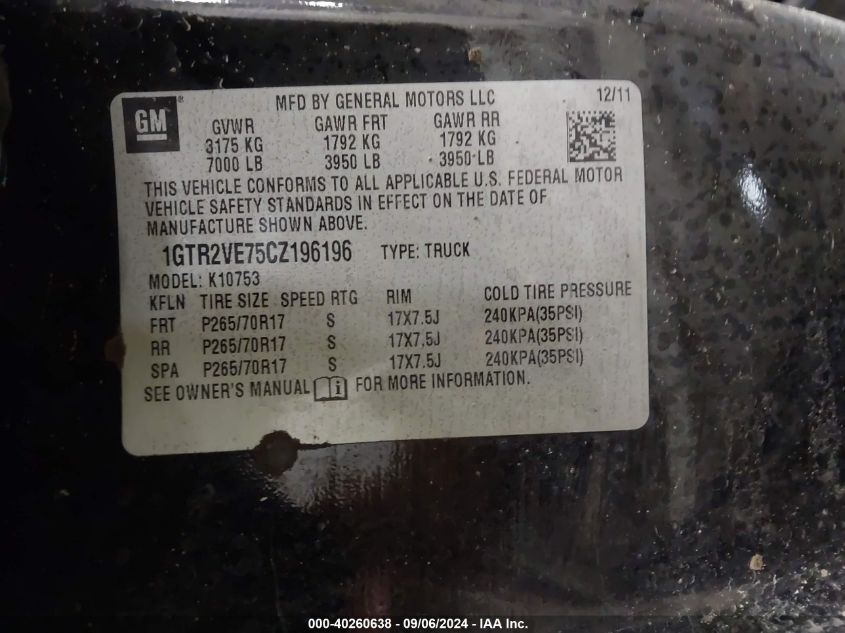 GM ®
MFD BY GENERAL MOTORS LLC 12/11
GVWR GAWR FRT GAWR RR
3175 KG 1792 KG 1792 KG
7000 LB 3950 LB 3950 LB
THIS VEHICLE CONFORMS TO ALL APPLICABLE U.S. FEDERAL MOTOR
VEHICLE SAFETY STANDARDS IN EFFECT ON THE DATE OF
MANUFACTURE SHOWN ABOVE.
1GTR2VE75CZ196196 TYPE: TRUCK
MODEL: K10753
KFLN TIRE SIZE SPEED RTG RIM COLD TIRE PRESSURE
FRT P265/70R17 S 17X7.5J 240KPA(35PSI)
RR P265/70R17 S 17X7.5J 240KPA(35PSI)
SPA P265/70R17 S 17X7.5J 240KPA(35PSI)
SEE OWNER'S MANUAL i FOR MORE INFORMATION.
000-40260638 - 09/06/2024 - IAA Inc.